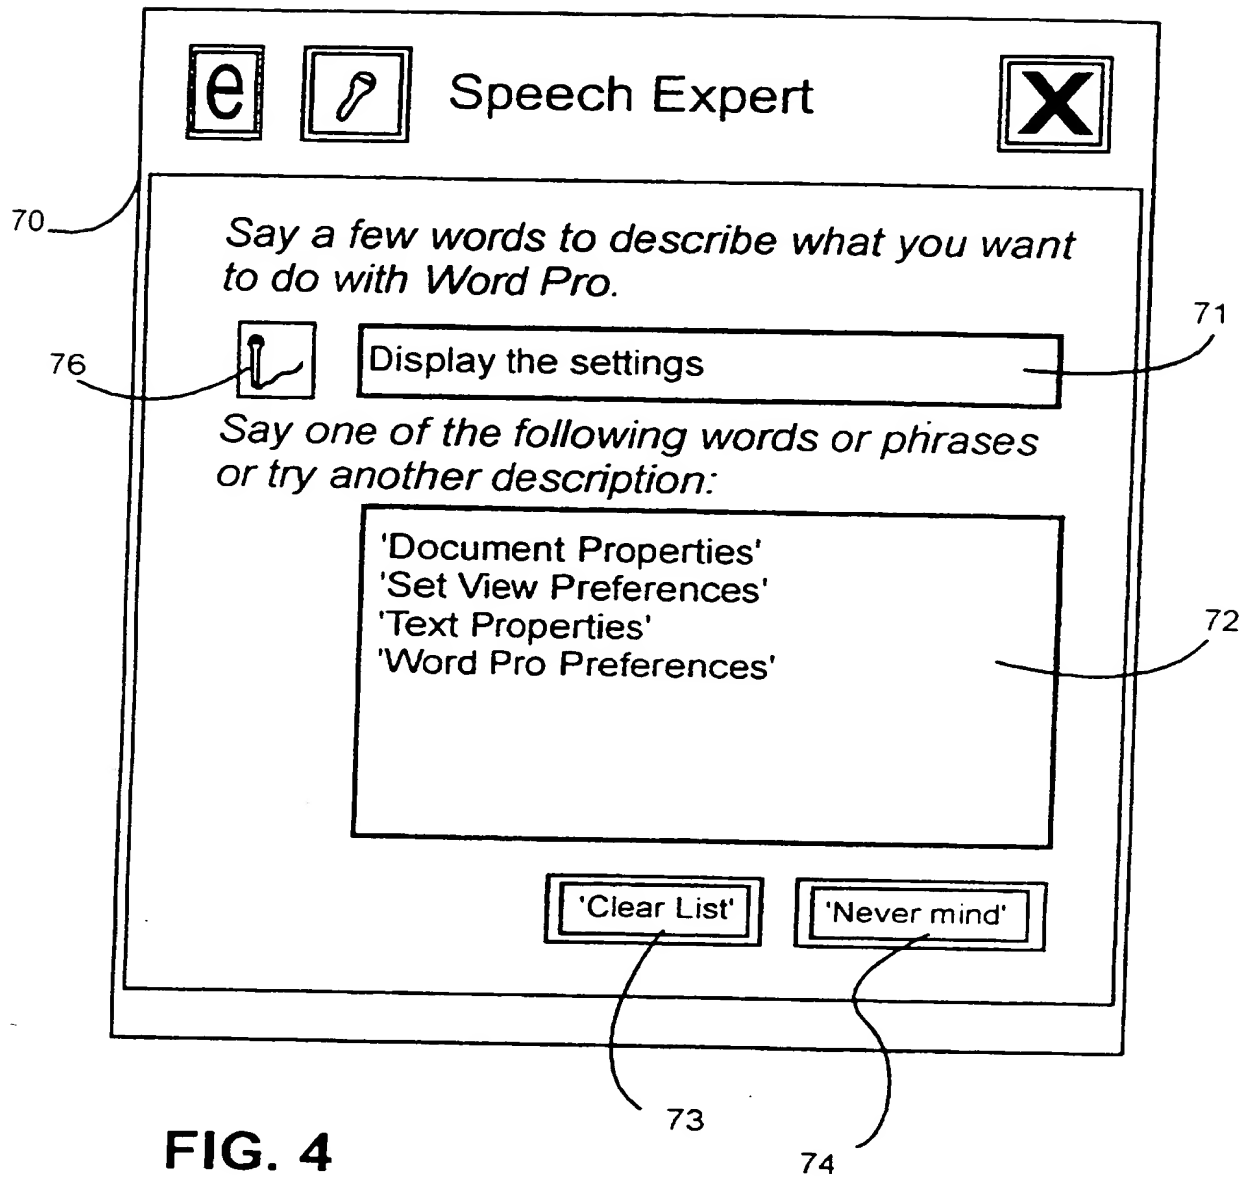 e
Speech Expert
X
70
Say a few words to describe what you want
to do with Word Pro.
71
76
Display the settings
Say one of the following words or phrases
or try another description:
'Document Properties'
'Set View Preferences'
'Text Properties'
'Word Pro Preferences'
72
'Clear List'
'Never mind'
73
74
FIG. 4